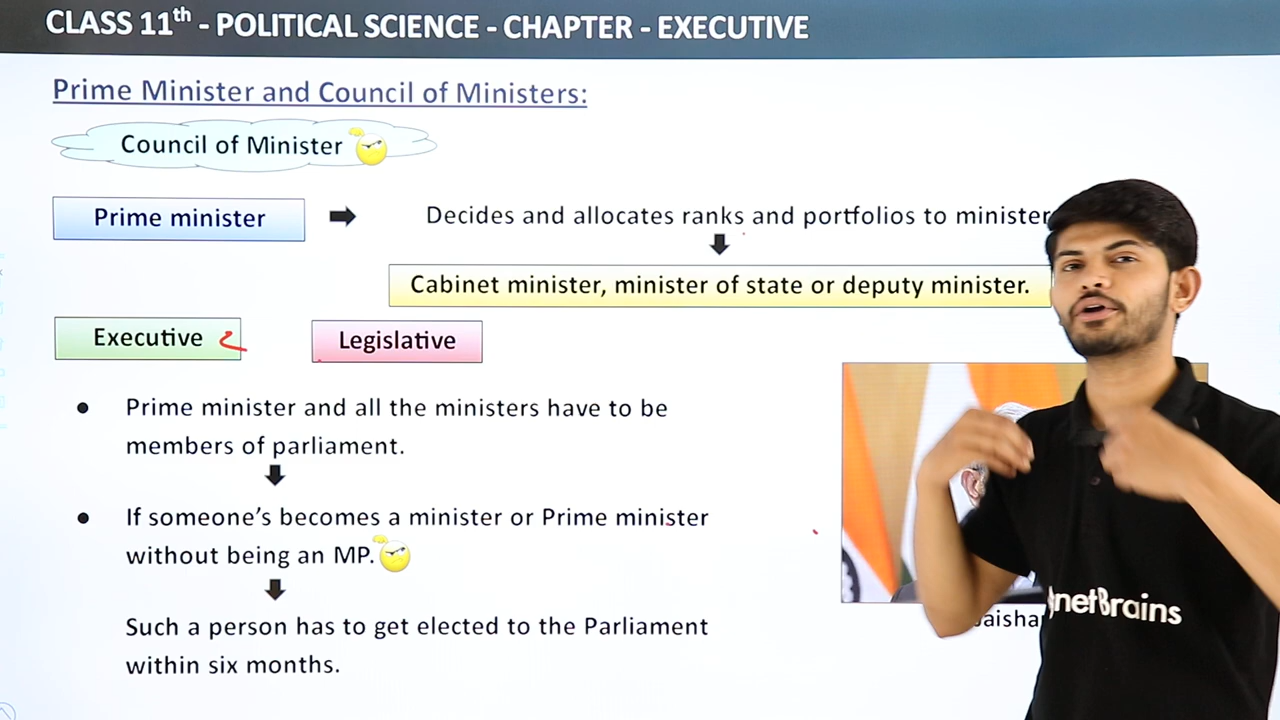 CLASS 11th - POLITICAL SCIENCE - CHAPTER - EXECUTIVE
Prime Minister and Council of Ministers:
Council of Minister
Prime minister
Decides and allocates ranks and portfolios to minister
Cabinet minister, minister of state or deputy minister.
Executive
Legislative
Prime minister and all the ministers have to be
members of parliament.
If someone's becomes a minister or Prime minister
without being an MP.
Such a person has to get elected to the Parliament
within six months.
netBrains